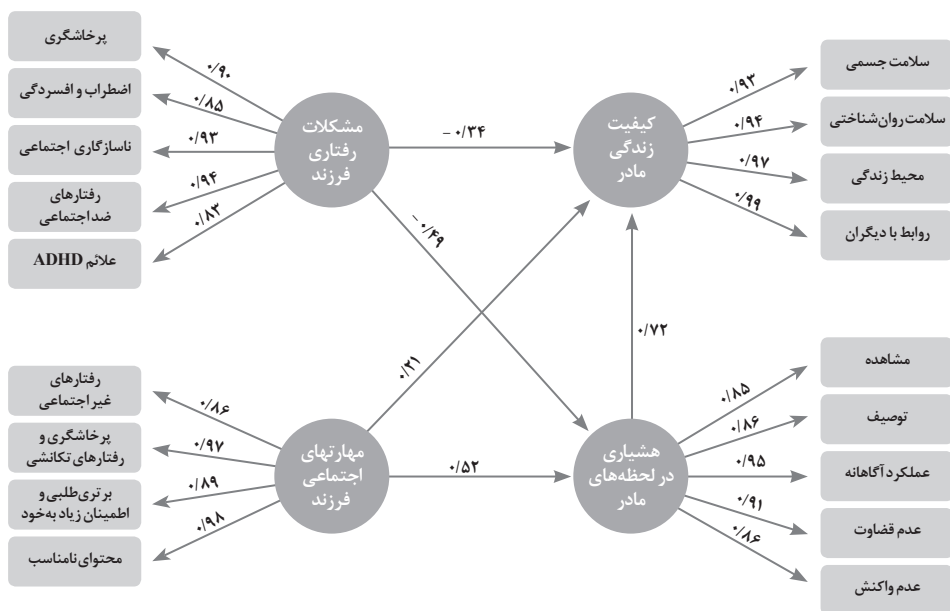 پرخاشگری
اضطراب و افسردگی
ناسازگاری اجتماعی
رفتارهای
ضد اجتماعی
علائم ADHD
۰/۹۰
۰/۸۵
۰/۹۳
۰/۹۴
۰/۸۳
مشکلات
رفتاری
فرزند
- ۰/۳۴
- ۰/۴۹
کیفیت
زندگی
مادر
۰/۹۳
۰/۹۴
۰/۹۷
۰/۹۹
سلامت جسمی
سلامت روان‌شناختی
محیط زندگی
روابط با دیگران
۰/۲۱
۰/۷۲
رفتارهای
غیر اجتماعی
پرخاشگری و
رفتارهای تکانشی
برتری‌طلبی و
اطمینان زیاد به‌خود
محتوای نامناسب
۰/۸۶
۰/۹۷
۰/۸۹
۰/۹۸
مهارتهای
اجتماعی
فرزند
۰/۵۲
هشیاری
در لحظه‌های
مادر
۰/۸۵
۰/۸۶
۰/۹۵
۰/۹۱
۰/۸۶
مشاهده
توصیف
عملکرد آگاهانه
عدم قضاوت
عدم واکنش